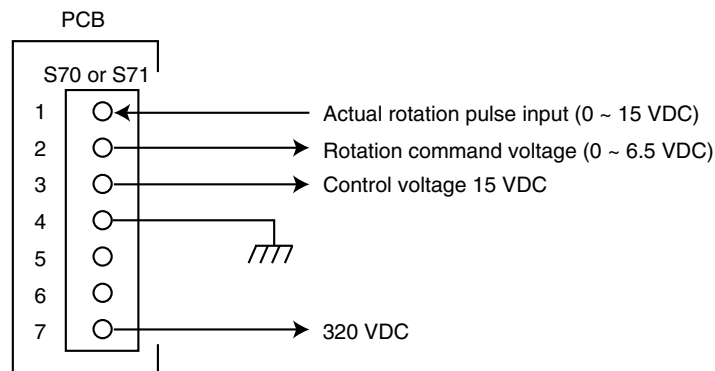 PCB
S70 or S71
1
Actual rotation pulse input (0 ~ 15 VDC)
2
Rotation command voltage (0 ~ 6.5 VDC)
3
Control voltage 15 VDC
4
5
6
7
320 VDC